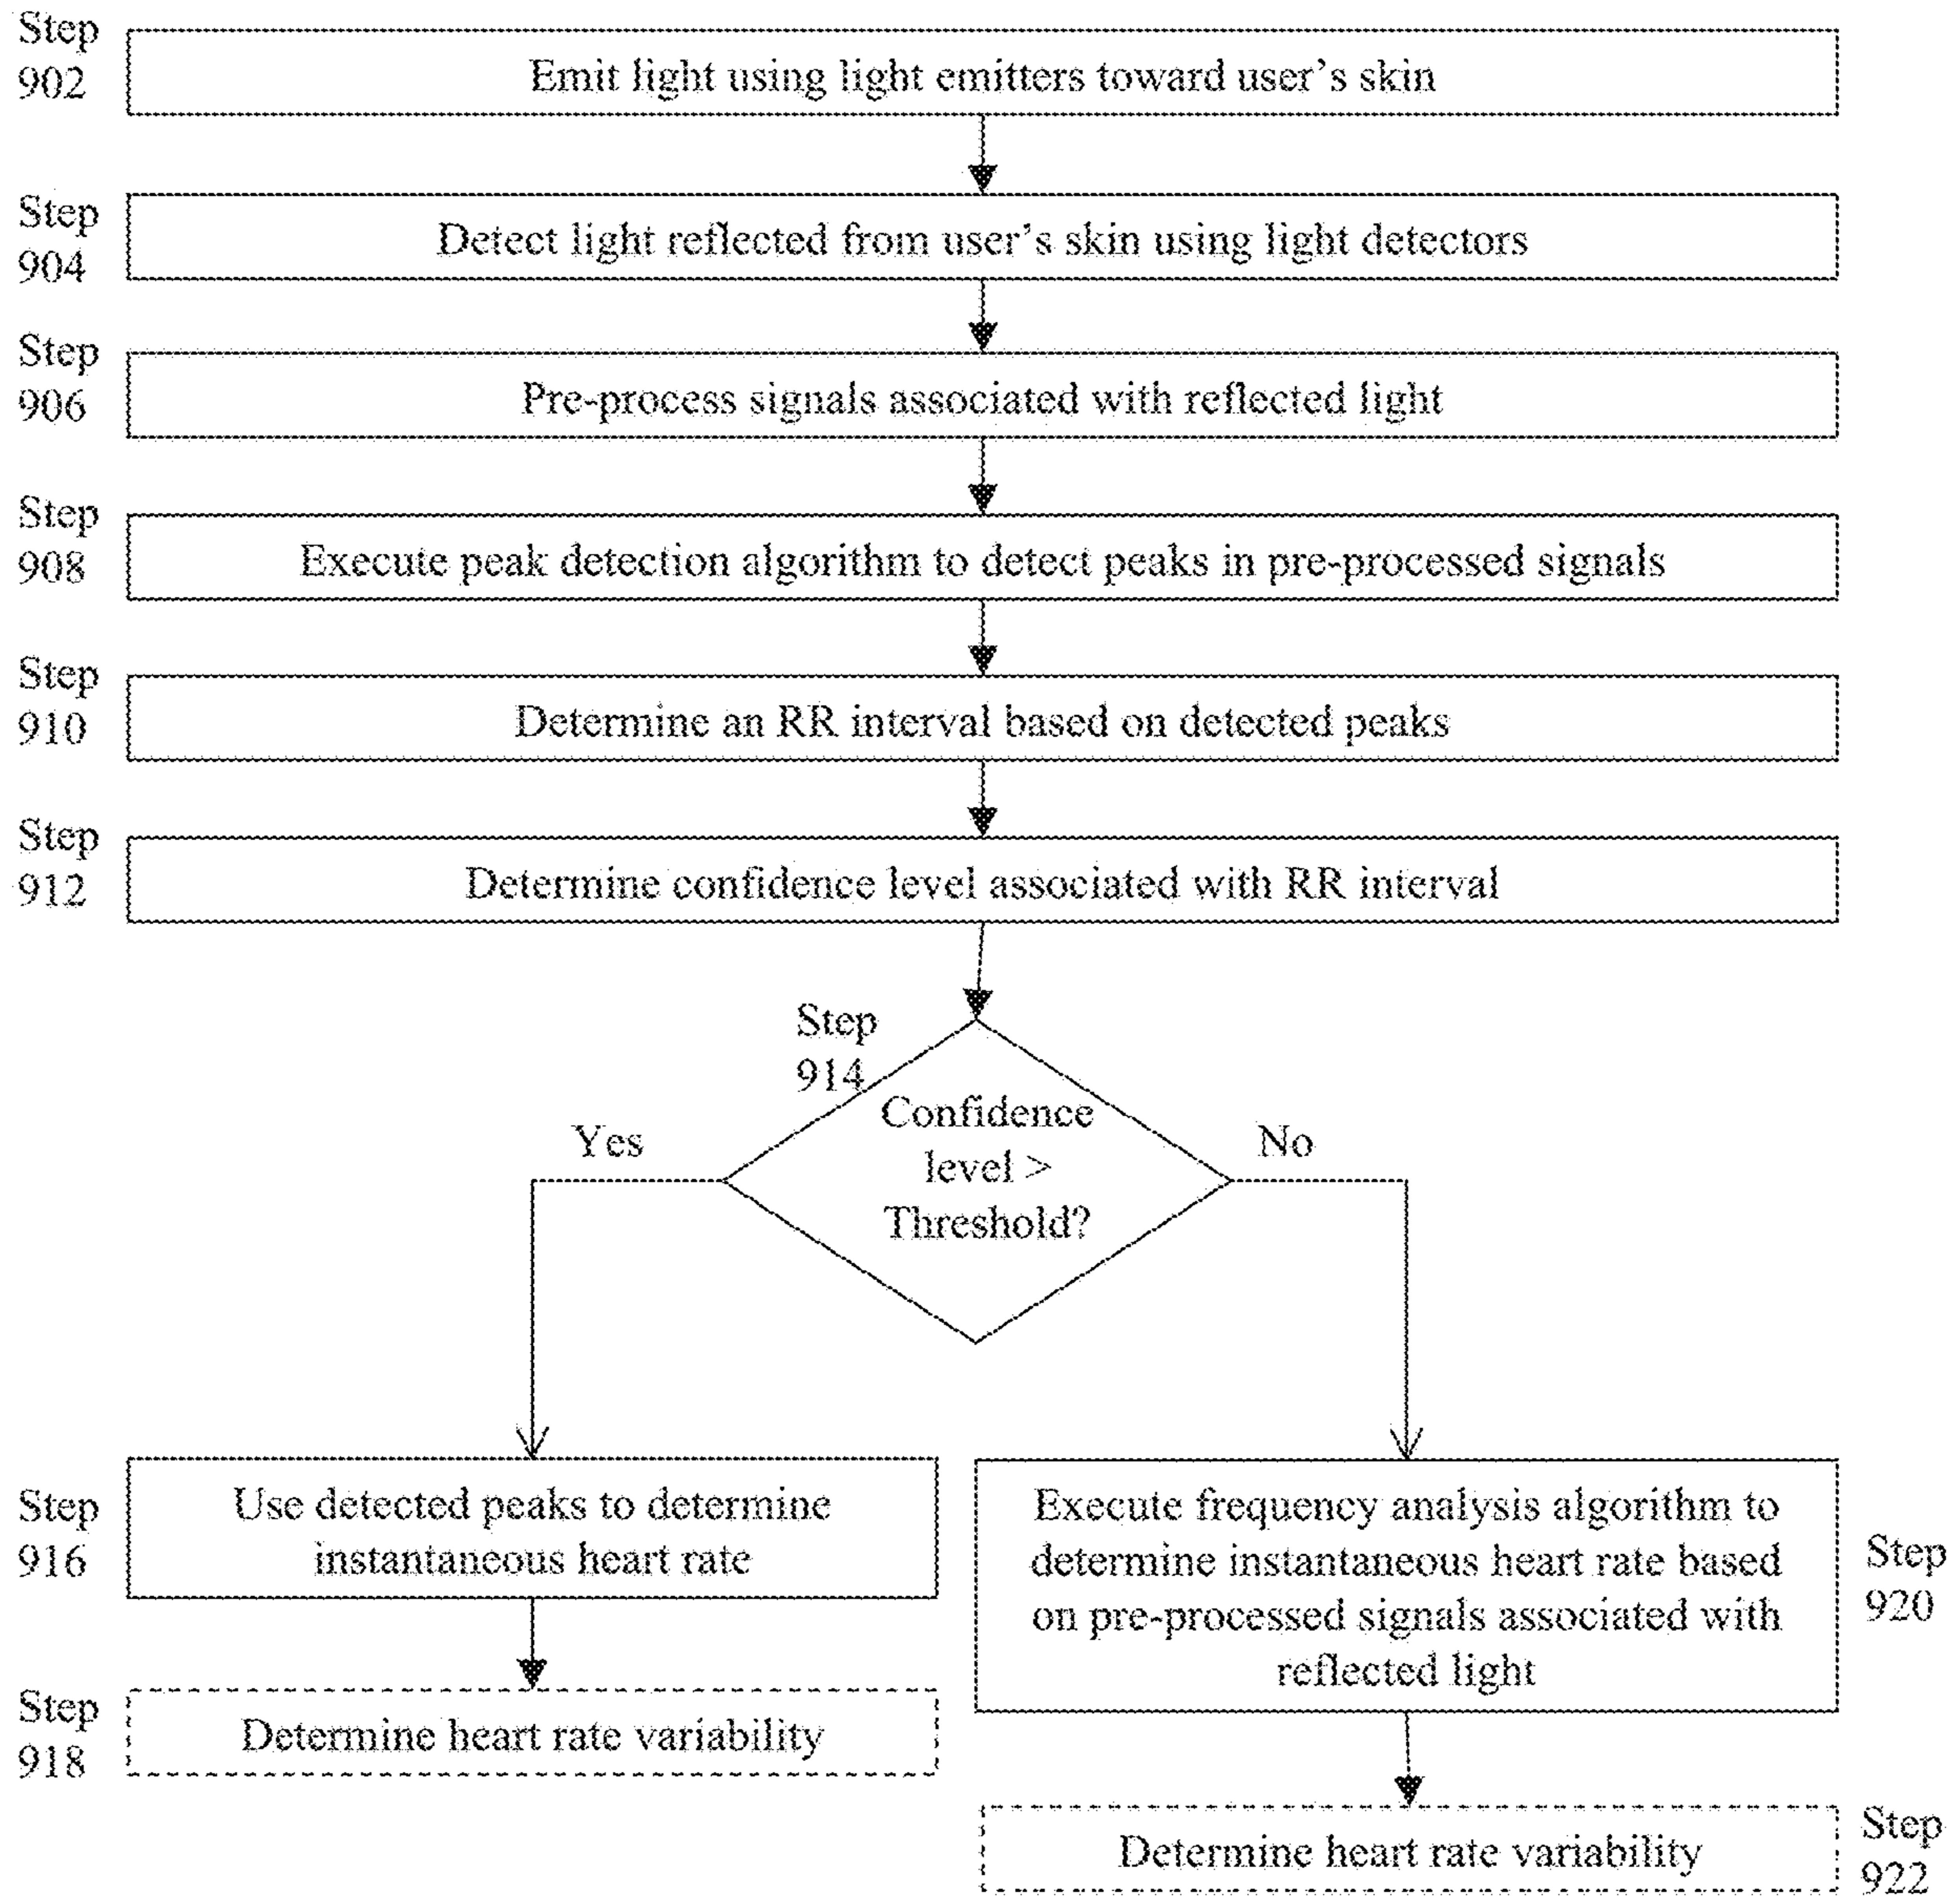 Step
902
Emit light using light emitters toward user's skin
Step
904
Detect light reflected from user's skin using light detectors
Step
906
Pre-process signals associated with reflected light
Step
908
Execute peak detection algorithm to detect peaks in pre-processed signals
Step
910
Determine an RR interval based on detected peaks
Step
912
Determine confidence level associated with RR interval
Step
914
Confidence
level >
Threshold?
Yes
No
Step
916
Use detected peaks to determine
instantaneous heart rate
Step
918
Determine heart rate variability
Execute frequency analysis algorithm to
determine instantaneous heart rate based
on pre-processed signals associated with
reflected light
Step
920
Determine heart rate variability
Step
922